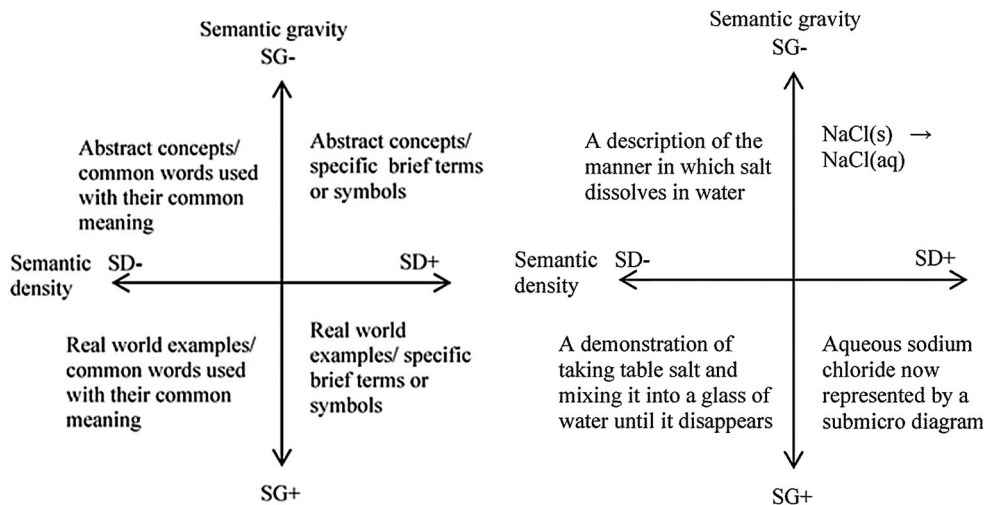 Semantic gravity
SG-
Abstract concepts/
common words used
with their common
meaning
Abstract concepts/
specific brief terms
or symbols
Semantic SD-
density
SD+
Real world examples/
common words used
with their common
meaning
Real world
examples/ specific
brief terms or
symbols
SG+
Semantic gravity
SG-
A description of the
manner in which salt
dissolves in water
NaCl(s) →
NaCl(aq)
Semantic SD-
density
SD+
A demonstration of
taking table salt and
mixing it into a glass of
water until it disappears
Aqueous sodium
chloride now
represented by a
submicro diagram
SG+